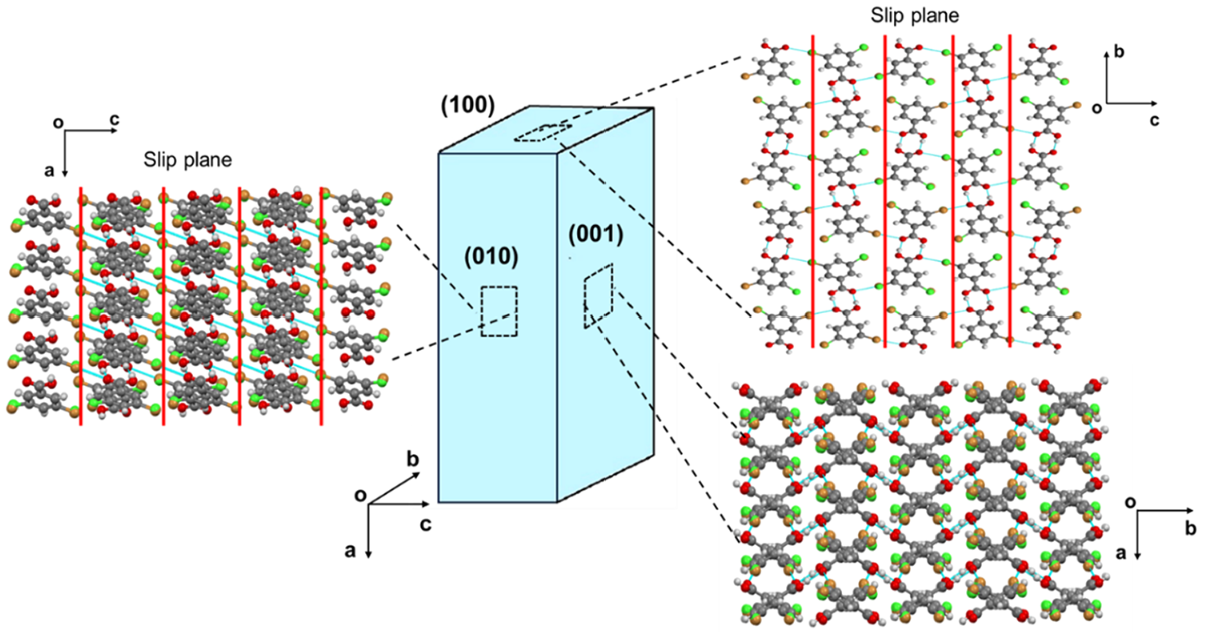 Slip plane
b
o
c
(100)
o
c
a
Slip plane
(010)
(001)
b
o
c
a
o
b
a